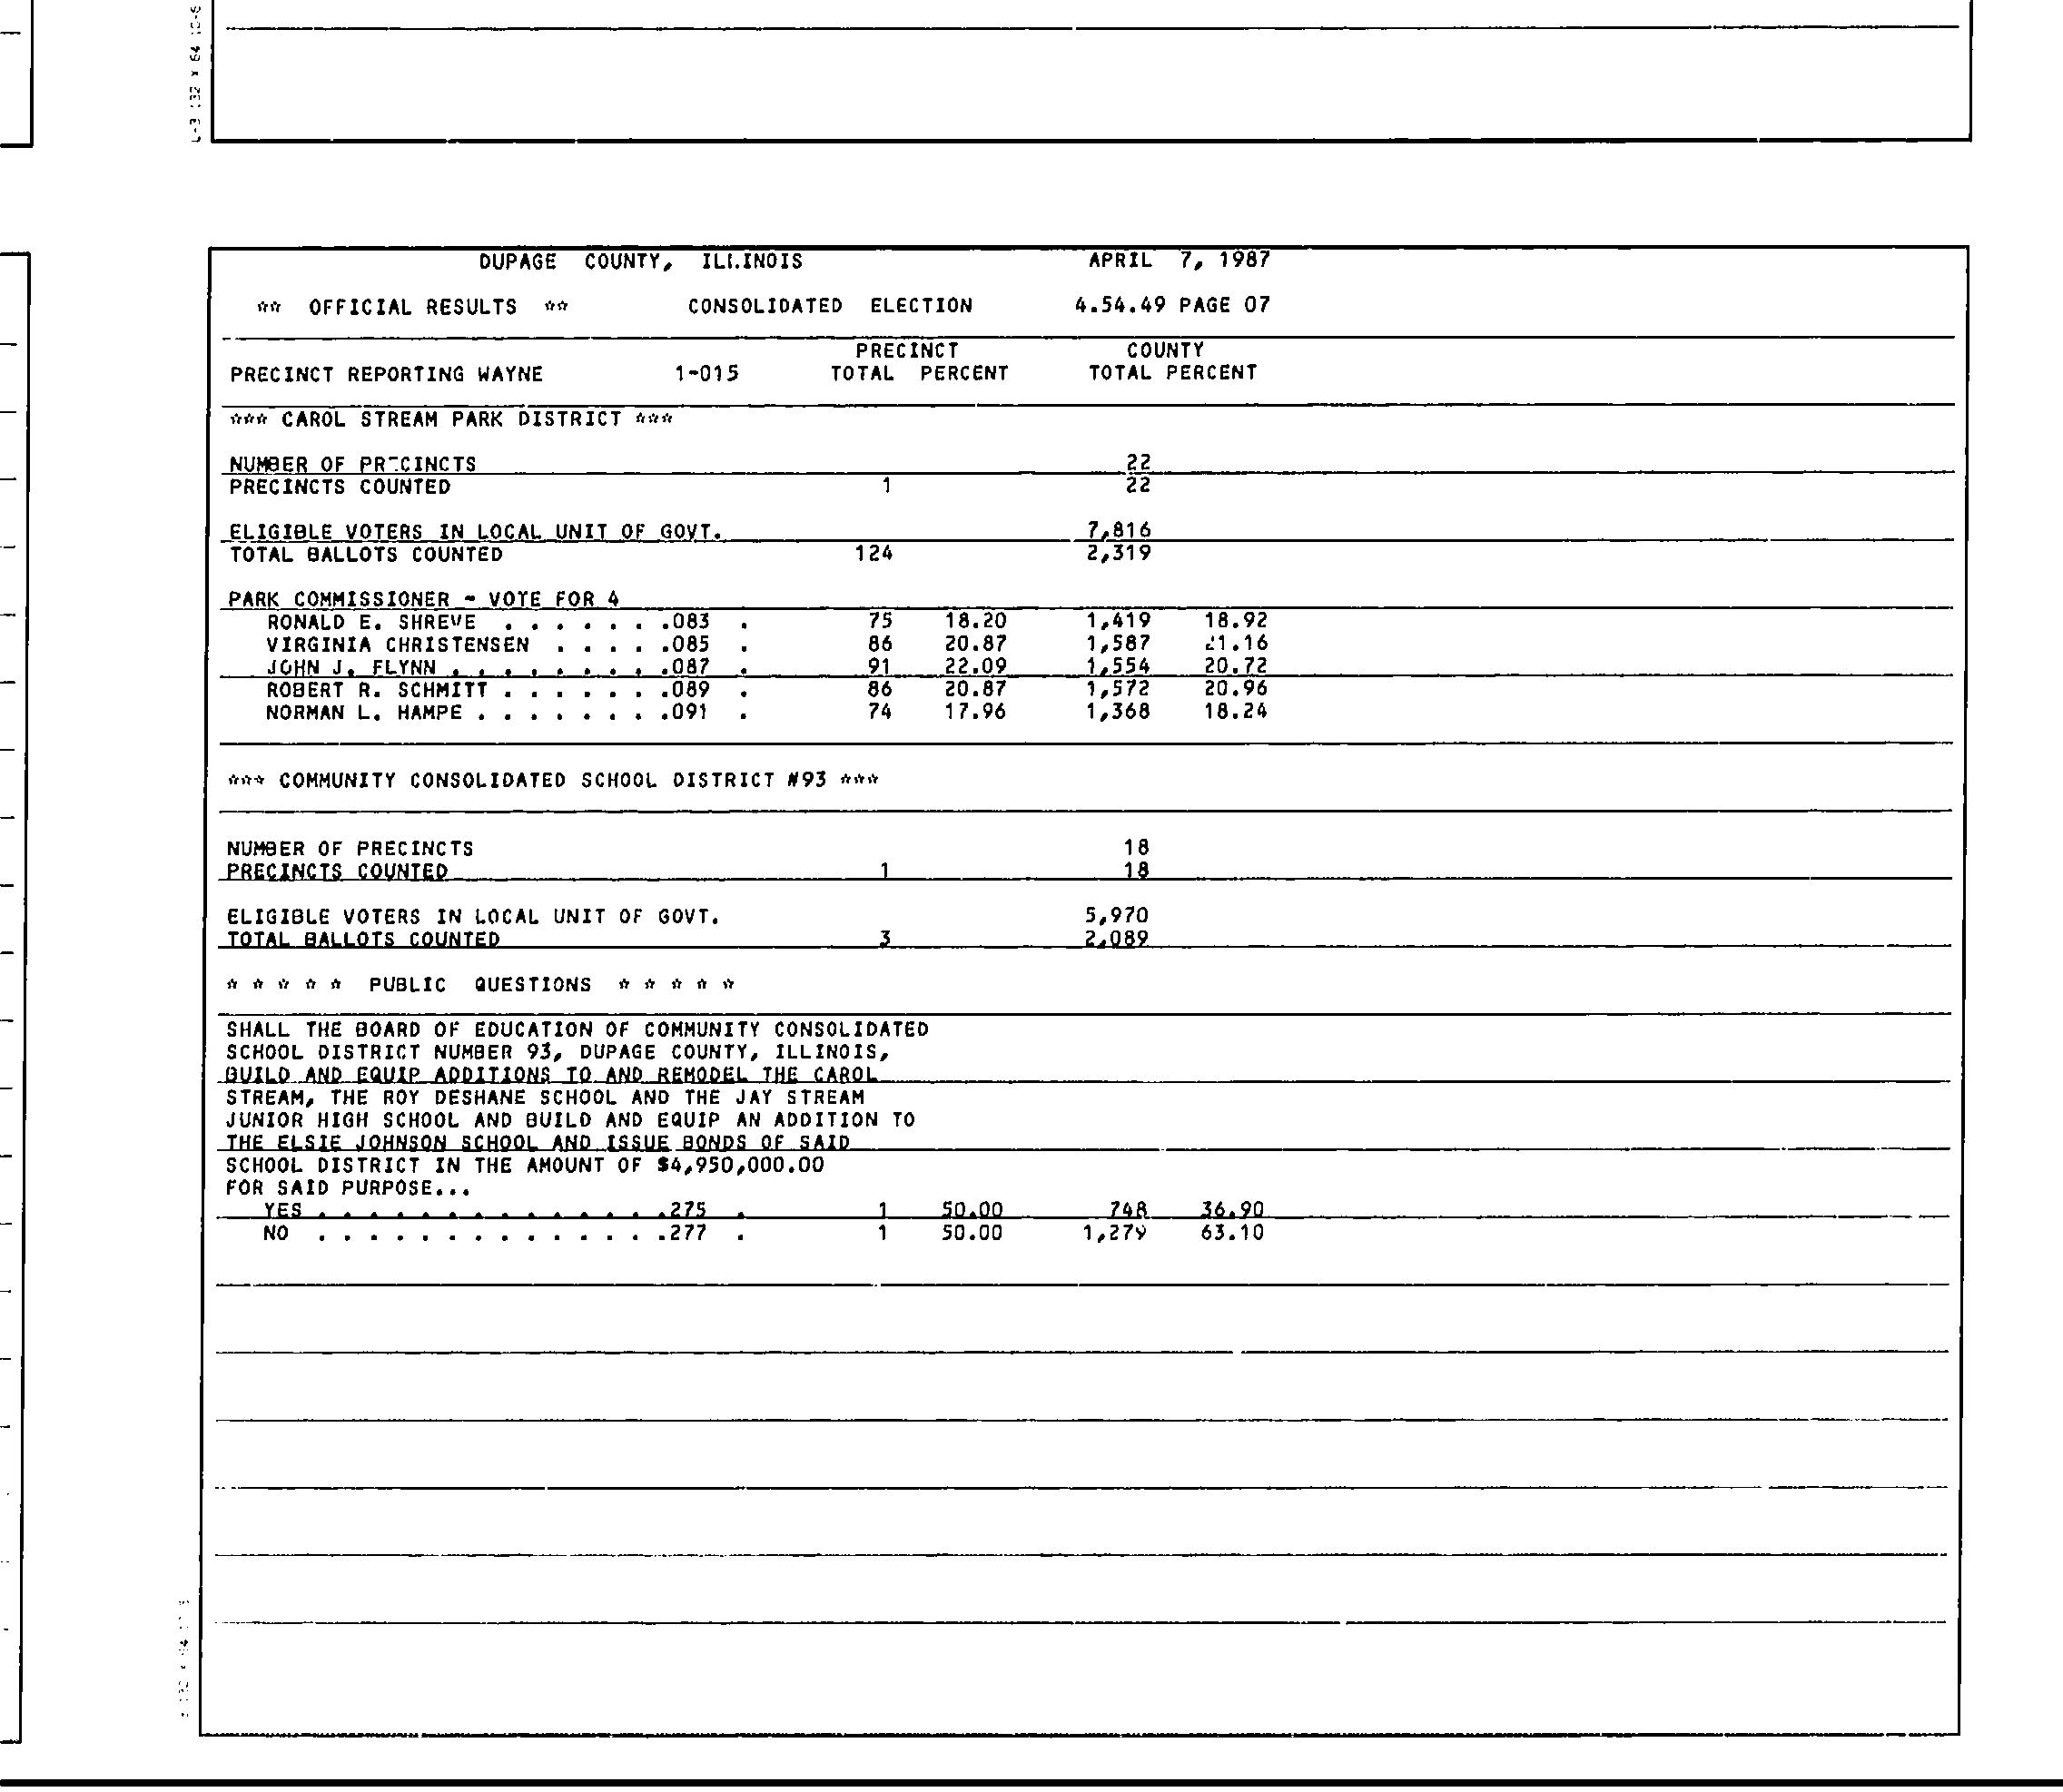 DUPAGE COUNTY, ILLINOIS APRIL 7, 1987
** OFFICIAL RESULTS ** CONSOLIDATED ELECTION 4.54.49 PAGE 07
PRECINCT COUNTY
PRECINCT REPORTING WAYNE 1-015 TOTAL PERCENT TOTAL PERCENT
*** CAROL STREAM PARK DISTRICT ***
NUMBER OF PRECINCTS 22
PRECINCTS COUNTED 1 22
ELIGIBLE VOTERS IN LOCAL UNIT OF GOVT. 7,816
TOTAL BALLOTS COUNTED 124 2,319
PARK COMMISSIONER - VOTE FOR 4
RONALD E. SHREVE . . . . . . .083 . 75 18.20 1,419 18.92
VIRGINIA CHRISTENSEN . . . . .085 . 86 20.87 1,587 21.16
JOHN J. FLYNN . . . . . . . . .087 . 91 22.09 1,554 20.72
ROBERT R. SCHMITT . . . . . . .089 . 86 20.87 1,572 20.96
NORMAN L. HAMPE . . . . . . . .091 . 74 17.96 1,368 18.24
*** COMMUNITY CONSOLIDATED SCHOOL DISTRICT #93 ***
NUMBER OF PRECINCTS 18
PRECINCTS COUNTED 1 18
ELIGIBLE VOTERS IN LOCAL UNIT OF GOVT. 5,970
TOTAL BALLOTS COUNTED 3 2,089
* * * * * PUBLIC QUESTIONS * * * * *
SHALL THE BOARD OF EDUCATION OF COMMUNITY CONSOLIDATED
SCHOOL DISTRICT NUMBER 93, DUPAGE COUNTY, ILLINOIS,
BUILD AND EQUIP ADDITIONS TO AND REMODEL THE CAROL
STREAM, THE ROY DESHANE SCHOOL AND THE JAY STREAM
JUNIOR HIGH SCHOOL AND BUILD AND EQUIP AN ADDITION TO
THE ELSIE JOHNSON SCHOOL AND ISSUE BONDS OF SAID
SCHOOL DISTRICT IN THE AMOUNT OF $4,950,000.00
FOR SAID PURPOSE...
YES . . . . . . . . . . . . . .275 . 1 50.00 748 36.90
NO . . . . . . . . . . . . . .277 . 1 50.00 1,279 63.10